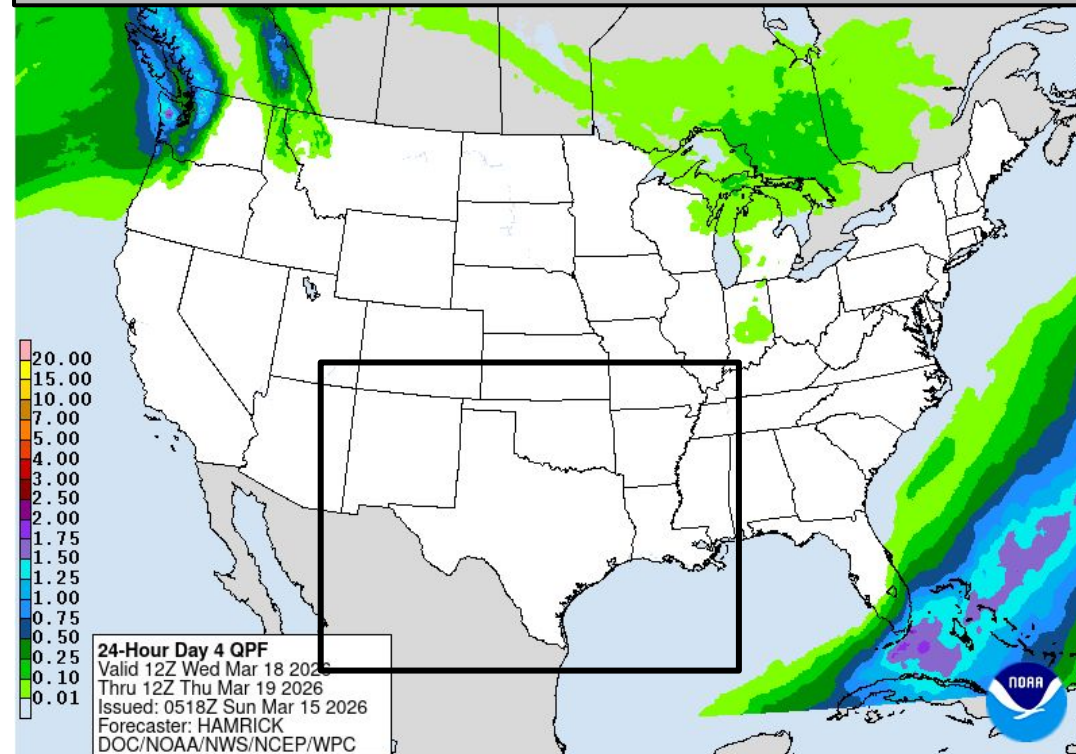 20.00
15.00
10.00
7.00
5.00
4.00
3.00
2.50
2.00
1.75
1.50
1.25
1.00
0.75
0.50
0.25
0.10
0.01
24-Hour Day 4 QPF
Valid 12Z Wed Mar 18 2026
Thru 12Z Thu Mar 19 2026
Issued: 0518Z Sun Mar 15 2026
Forecaster: HAMRICK
DOC/NOAA/NWS/NCEP/WPC
NOAA